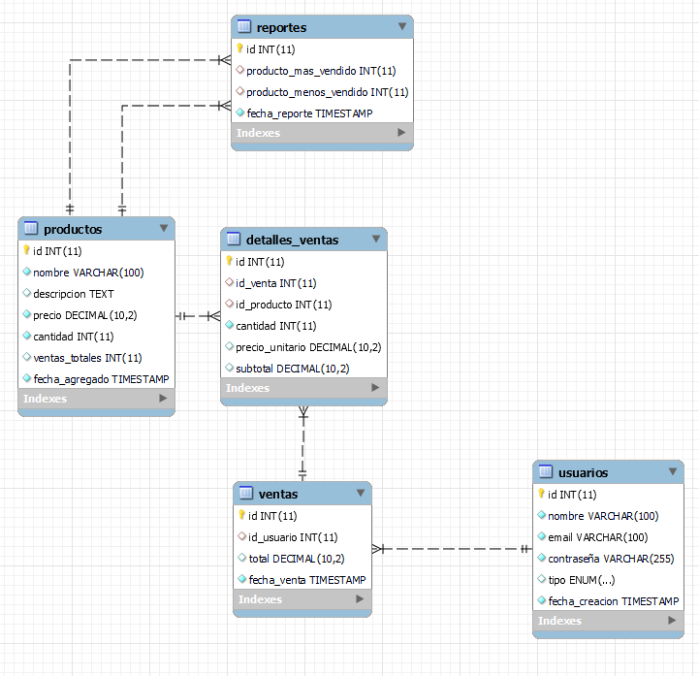 reportes
id INT(11)
producto_mas_vendido INT(11)
producto_menos_vendido INT(11)
fecha_reporte TIMESTAMP
Indexes
productos
id INT(11)
nombre VARCHAR(100)
descripcion TEXT
precio DECIMAL(10,2)
cantidad INT(11)
ventas_totales INT(11)
fecha_agregado TIMESTAMP
Indexes
detalles_ventas
id INT(11)
id_venta INT(11)
id_producto INT(11)
cantidad INT(11)
precio_unitario DECIMAL(10,2)
subtotal DECIMAL(10,2)
Indexes
ventas
id INT(11)
id_usuario INT(11)
total DECIMAL(10,2)
fecha_venta TIMESTAMP
Indexes
usuarios
id INT(11)
nombre VARCHAR(100)
email VARCHAR(100)
contraseña VARCHAR(255)
tipo ENUM(...)
fecha_creacion TIMESTAMP
Indexes